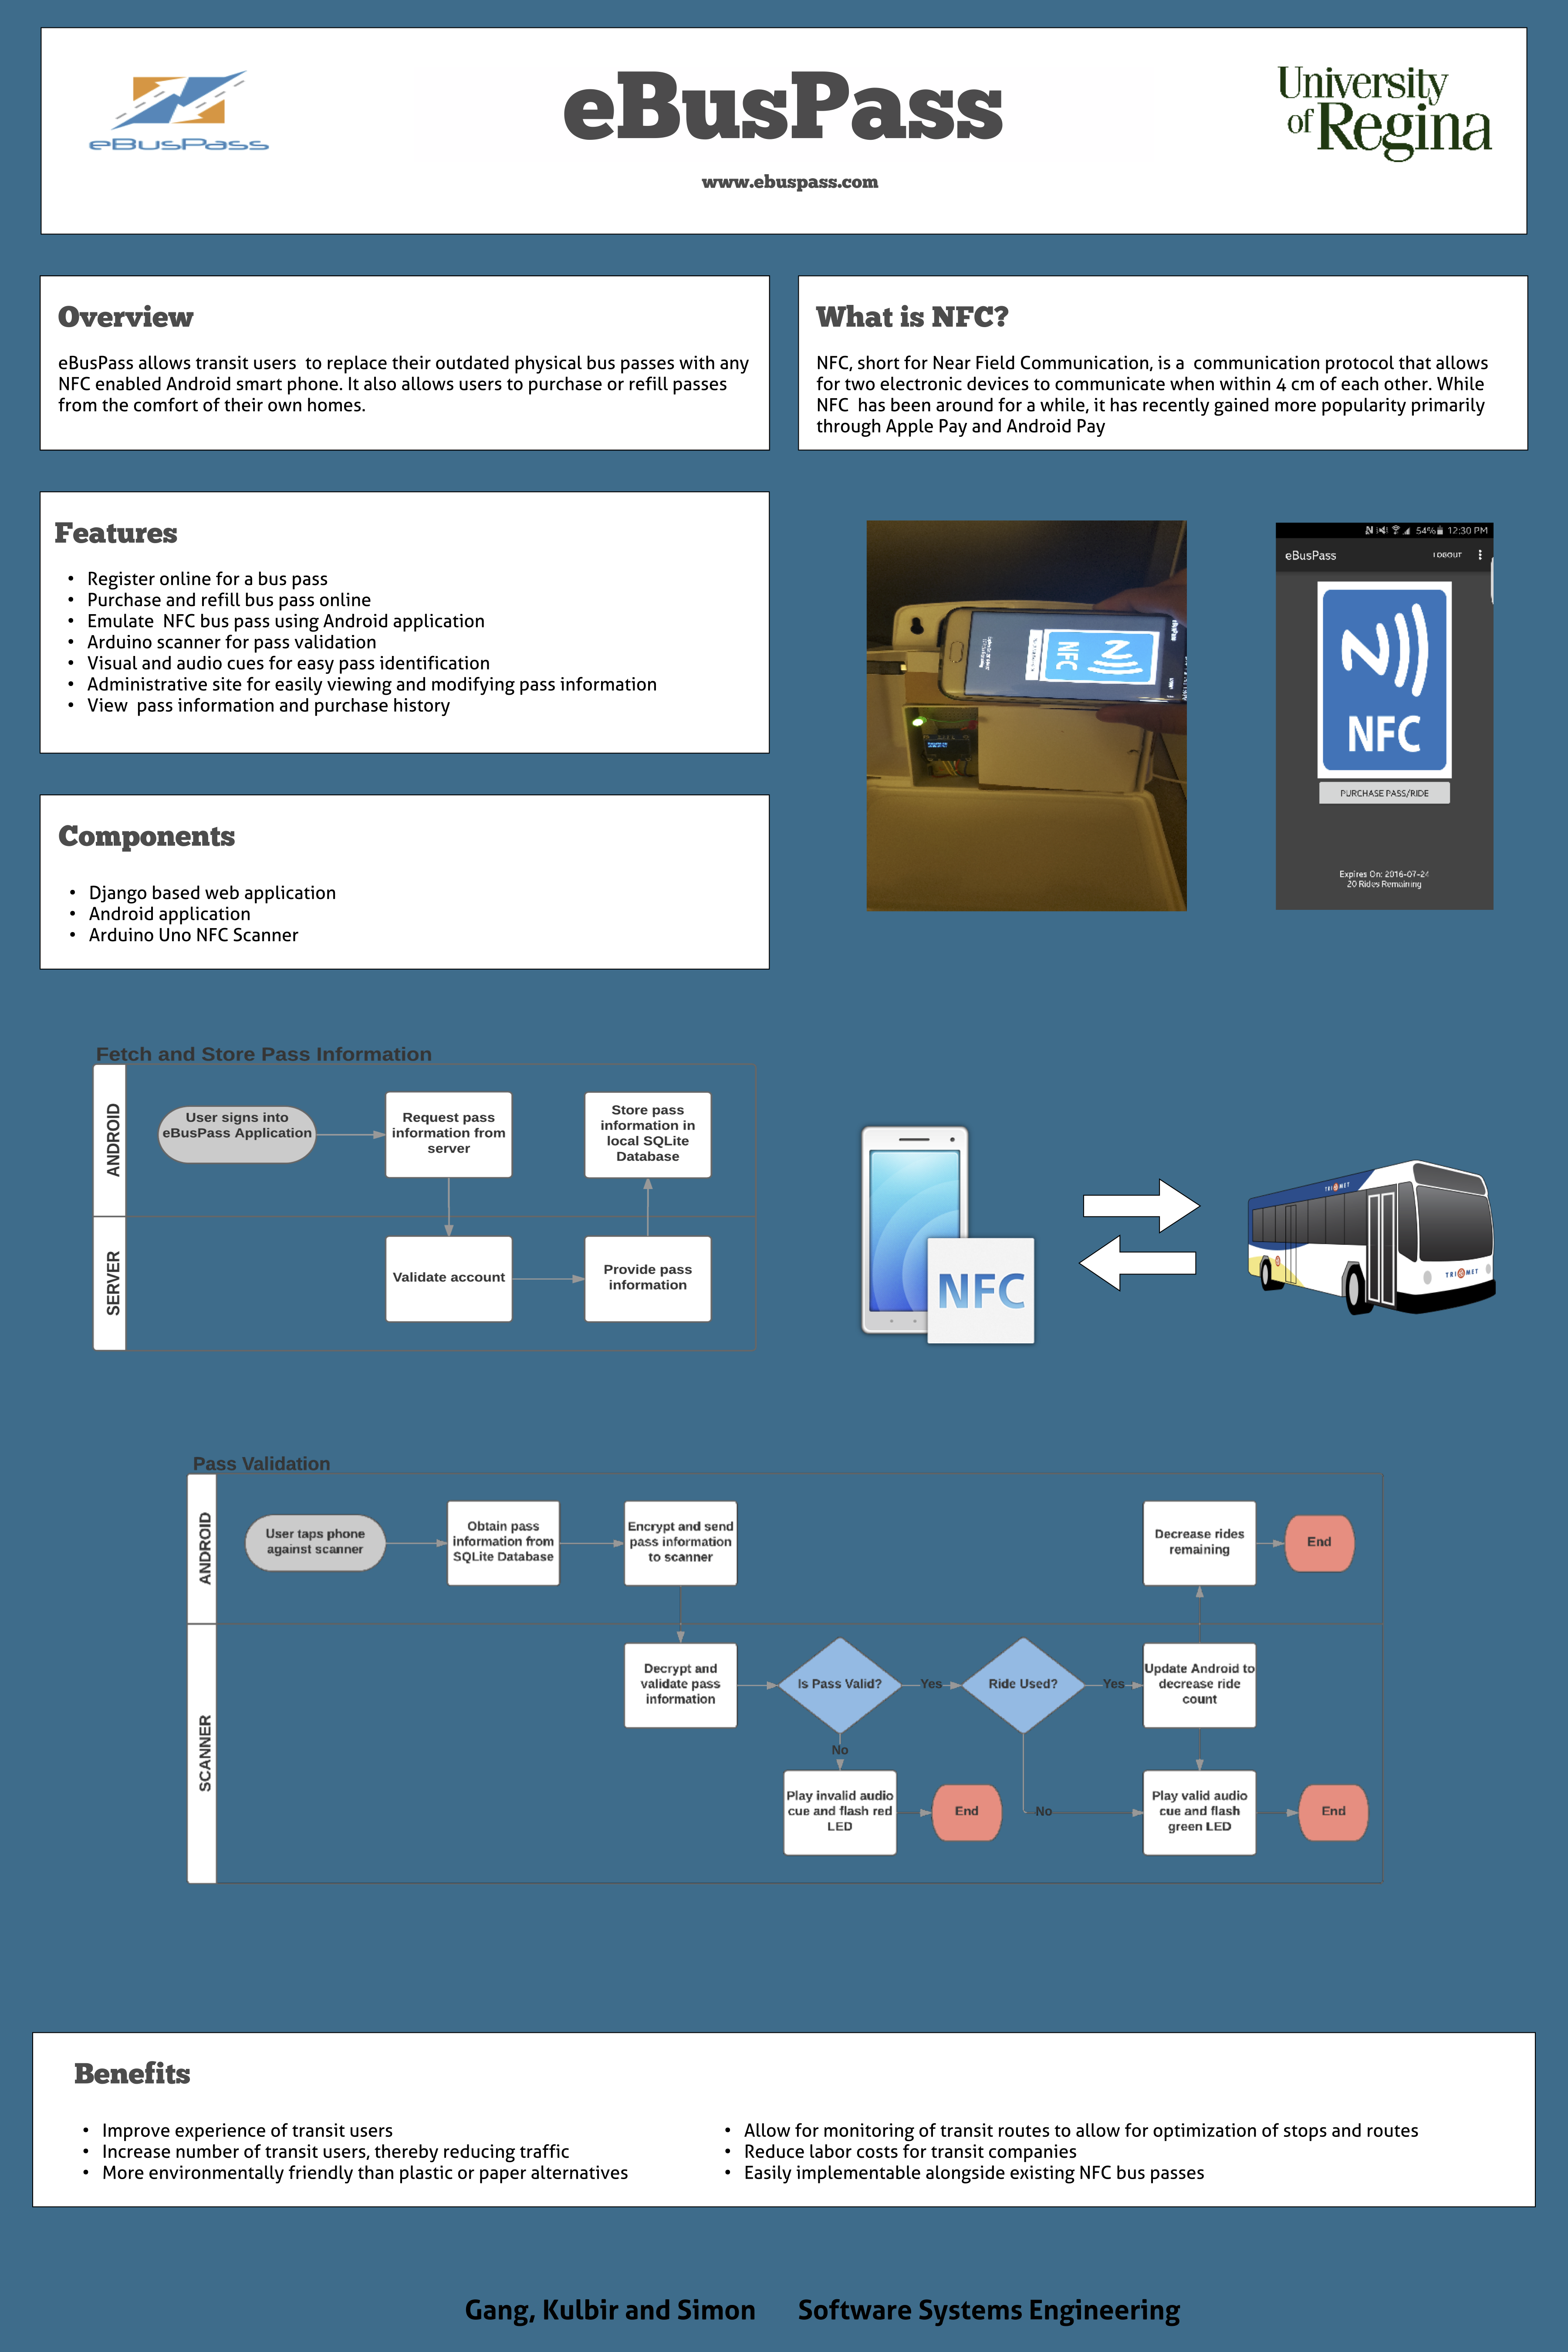 eBusPass
eBusPass
University
of Regina
www.ebuspass.com
Overview
eBusPass allows transit users to replace their outdated physical bus passes with any
NFC enabled Android smart phone. It also allows users to purchase or refill passes
from the comfort of their own homes.
What is NFC?
NFC, short for Near Field Communication, is a communication protocol that allows
for two electronic devices to communicate when within 4 cm of each other. While
NFC has been around for a while, it has recently gained more popularity primarily
through Apple Pay and Android Pay
Features
• Register online for a bus pass
• Purchase and refill bus pass online
• Emulate NFC bus pass using Android application
• Arduino scanner for pass validation
• Visual and audio cues for easy pass identification
• Administrative site for easily viewing and modifying pass information
• View pass information and purchase history
NFC
54% 12:30 PM
eBusPass LOGOUT
NFC
PURCHASE PASS/RIDE
Expires On: 2016-07-24
20 Rides Remaining
Components
• Django based web application
• Android application
• Arduino Uno NFC Scanner
Fetch and Store Pass Information
ANDROID
User signs into
eBusPass Application
Request pass
information from
server
Store pass
information in
local SQLite
Database
SERVER
Validate account
Provide pass
information
NFC
TRI MET
TRI MET
Pass Validation
ANDROID
User taps phone
against scanner
Obtain pass
information from
SQLite Database
Encrypt and send
pass information
to scanner
Decrease rides
remaining
End
SCANNER
Decrypt and
validate pass
information
Is Pass Valid?
Yes
Ride Used?
Yes
Update Android to
decrease ride
count
No
Play invalid audio
cue and flash red
LED
End
No
Play valid audio
cue and flash
green LED
End
Benefits
• Improve experience of transit users
• Increase number of transit users, thereby reducing traffic
• More environmentally friendly than plastic or paper alternatives
• Allow for monitoring of transit routes to allow for optimization of stops and routes
• Reduce labor costs for transit companies
• Easily implementable alongside existing NFC bus passes
Gang, Kulbir and Simon Software Systems Engineering